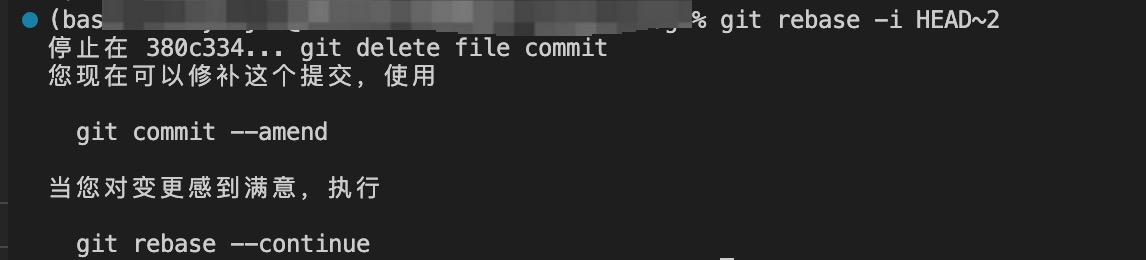 (bas % git rebase -i HEAD~2
停止在 380c334... git delete file commit
您现在可以修补这个提交，使用
git commit --amend
当您对变更感到满意，执行
git rebase --continue